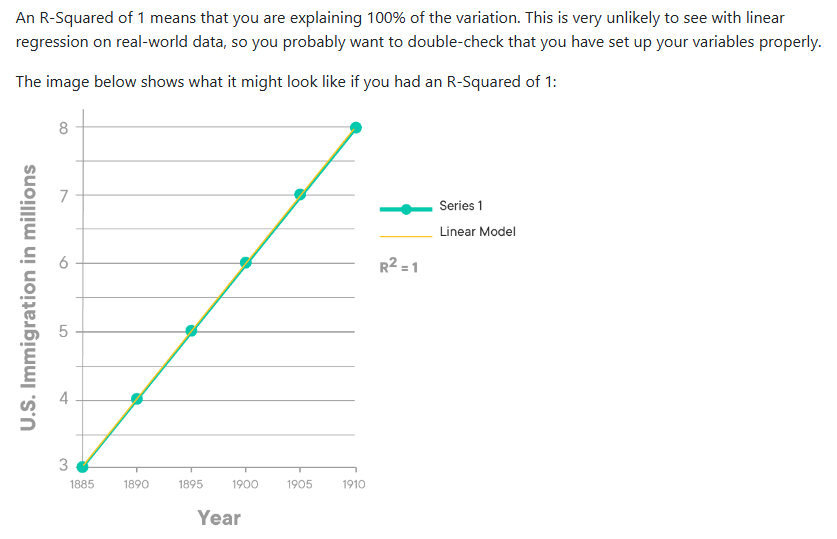 An R-Squared of 1 means that you are explaining 100% of the variation. This is very unlikely to see with linear
regression on real-world data, so you probably want to double-check that you have set up your variables properly.
The image below shows what it might look like if you had an R-Squared of 1:
U.S. Immigration in millions
8
7
6
5
4
3
1885 1890 1895 1900 1905 1910
Year
Series 1
Linear Model
R² = 1